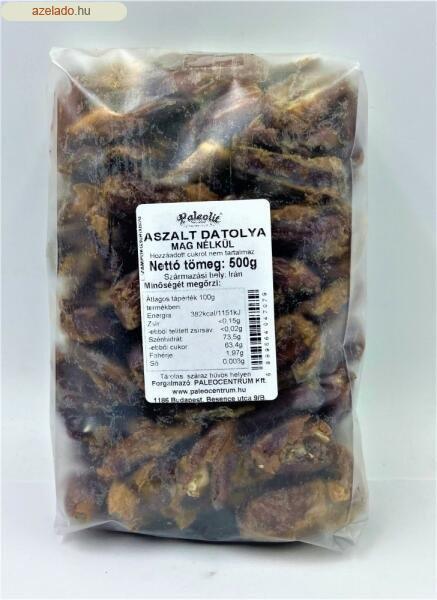 azelado.hu
Paleolit
ASZALT DATOLYA
MAG NÉLKÜL
Hozzáadott cukrot nem tartalmaz
Nettó tömeg: 500g
Származási hely: Irán
Minőségét megőrzi:
Átlagos tápérték 100g
termékben
Energia 382kcal/1151kJ
Zsír <0,15g
-ebből telített zsírsav: <0,02g
Szénhidrát: 73,5g
-ebből cukor 63,4g
Fehérje 1,97g
Só 0,003g
Tárolás: száraz hűvös helyen
Forgalmazó: PALEOCENTRUM Kft.
www.paleocentrum.hu
1186 Budapest, Besence utca 9/B